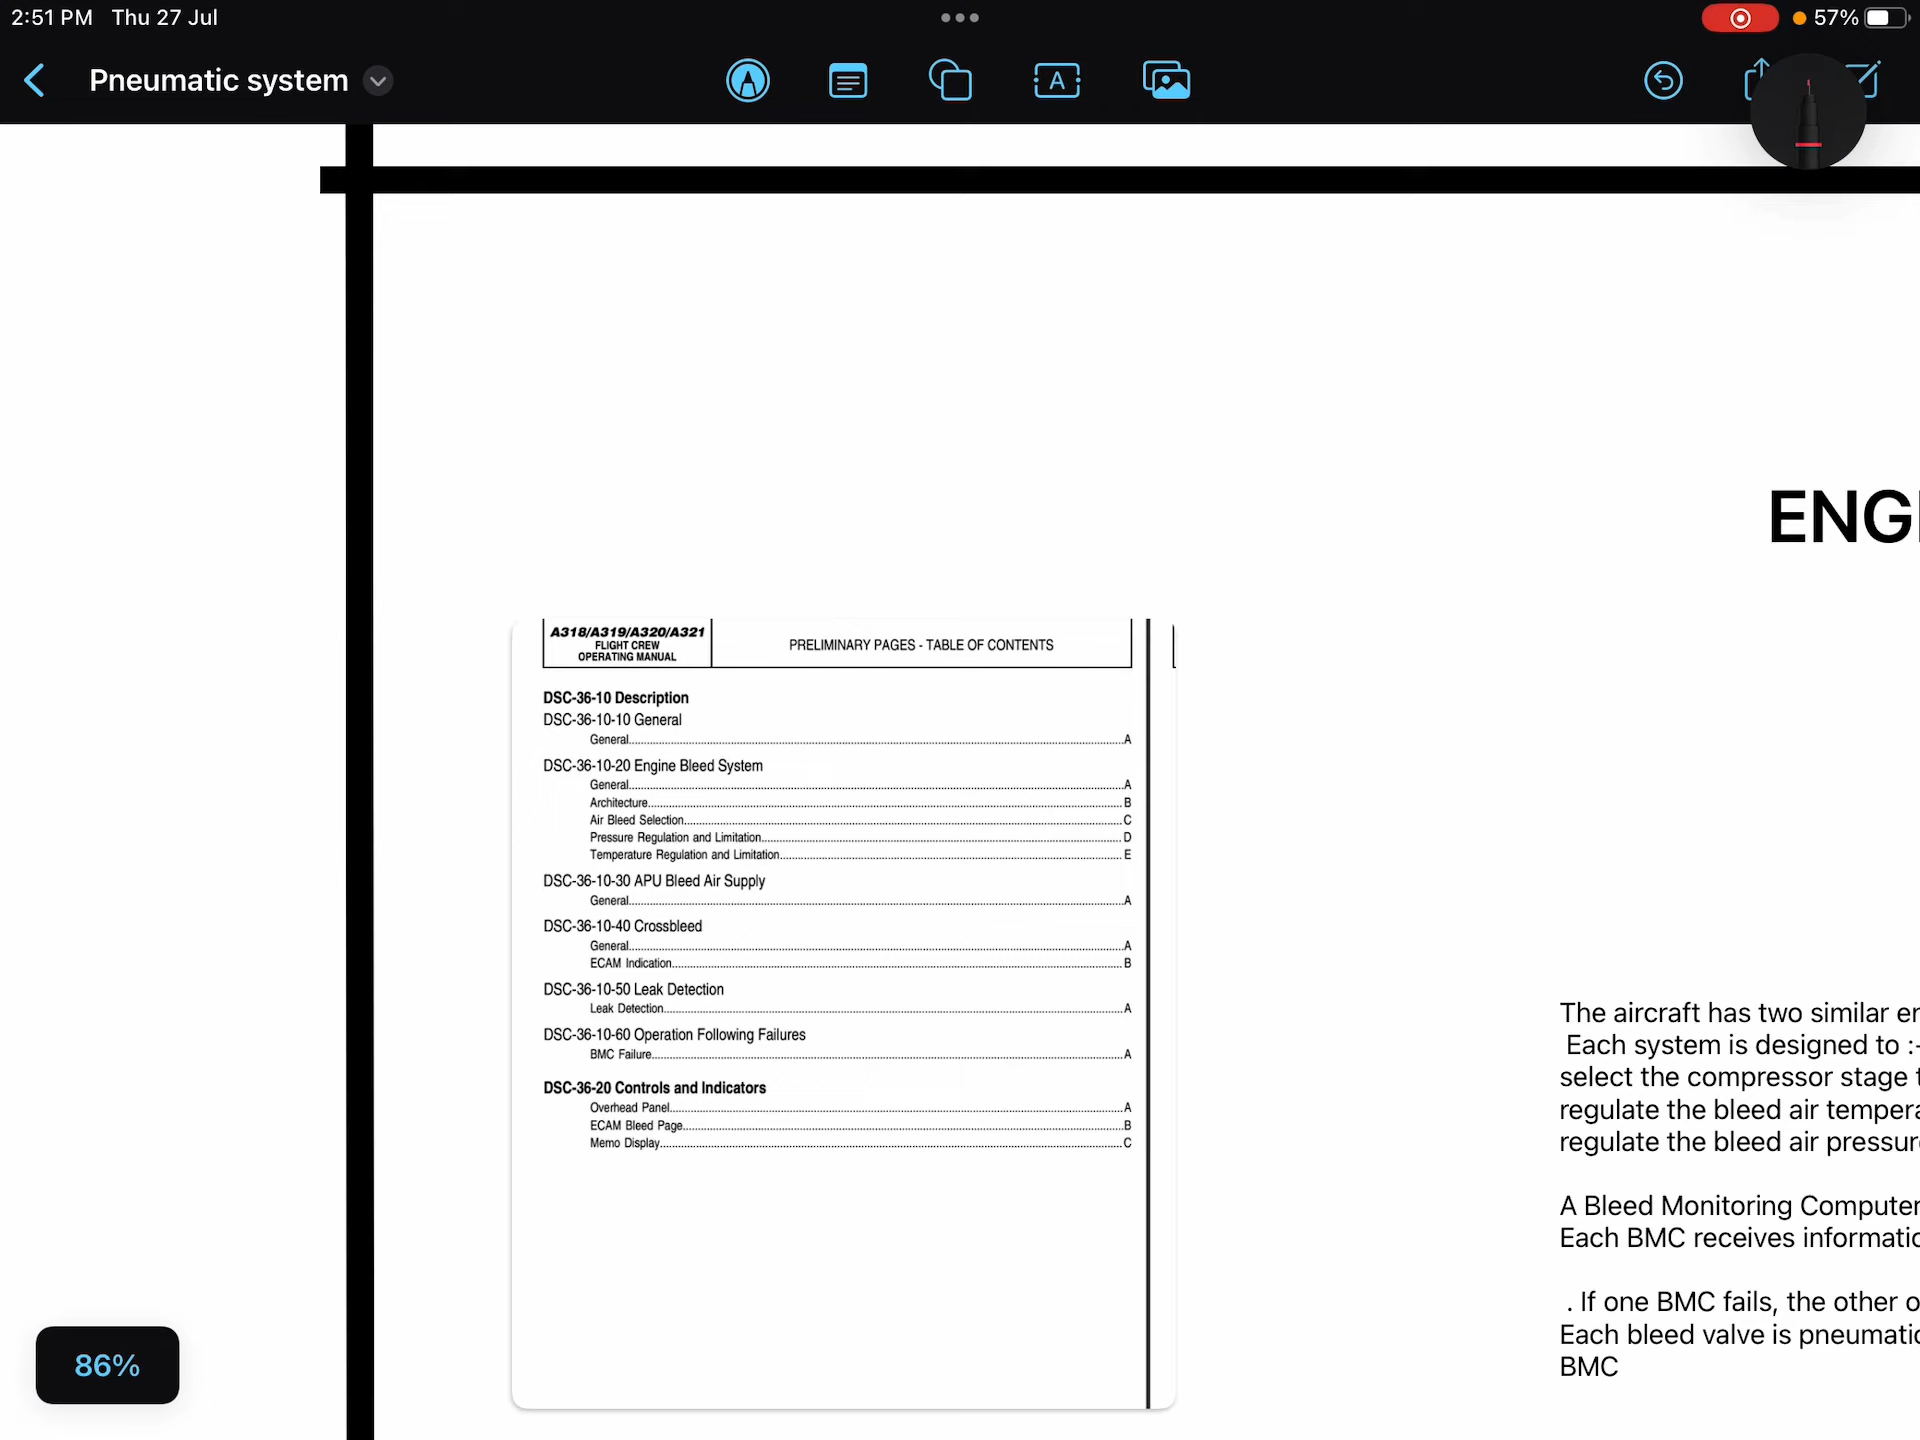 2:51 PM Thu 27 Jul
57%
Pneumatic system
A
ENGI
A318/A319/A320/A321
FLIGHT CREW
OPERATING MANUAL
PRELIMINARY PAGES - TABLE OF CONTENTS
DSC-36-10 Description
DSC-36-10-10 General
General A
DSC-36-10-20 Engine Bleed System
General A
Architecture B
Air Bleed Selection C
Pressure Regulation and Limitation D
Temperature Regulation and Limitation E
DSC-36-10-30 APU Bleed Air Supply
General A
DSC-36-10-40 Crossbleed
General A
ECAM Indication B
DSC-36-10-50 Leak Detection
Leak Detection A
DSC-36-10-60 Operation Following Failures
BMC Failure A
DSC-36-20 Controls and Indicators
Overhead Panel A
ECAM Bleed Page B
Memo Display C
The aircraft has two similar
Each system is designed to :-
select the compressor stage
regulate the bleed air
regulate the bleed air
A Bleed Monitoring Computer
Each BMC receives
. If one BMC fails, the other
Each bleed valve is
BMC
86%